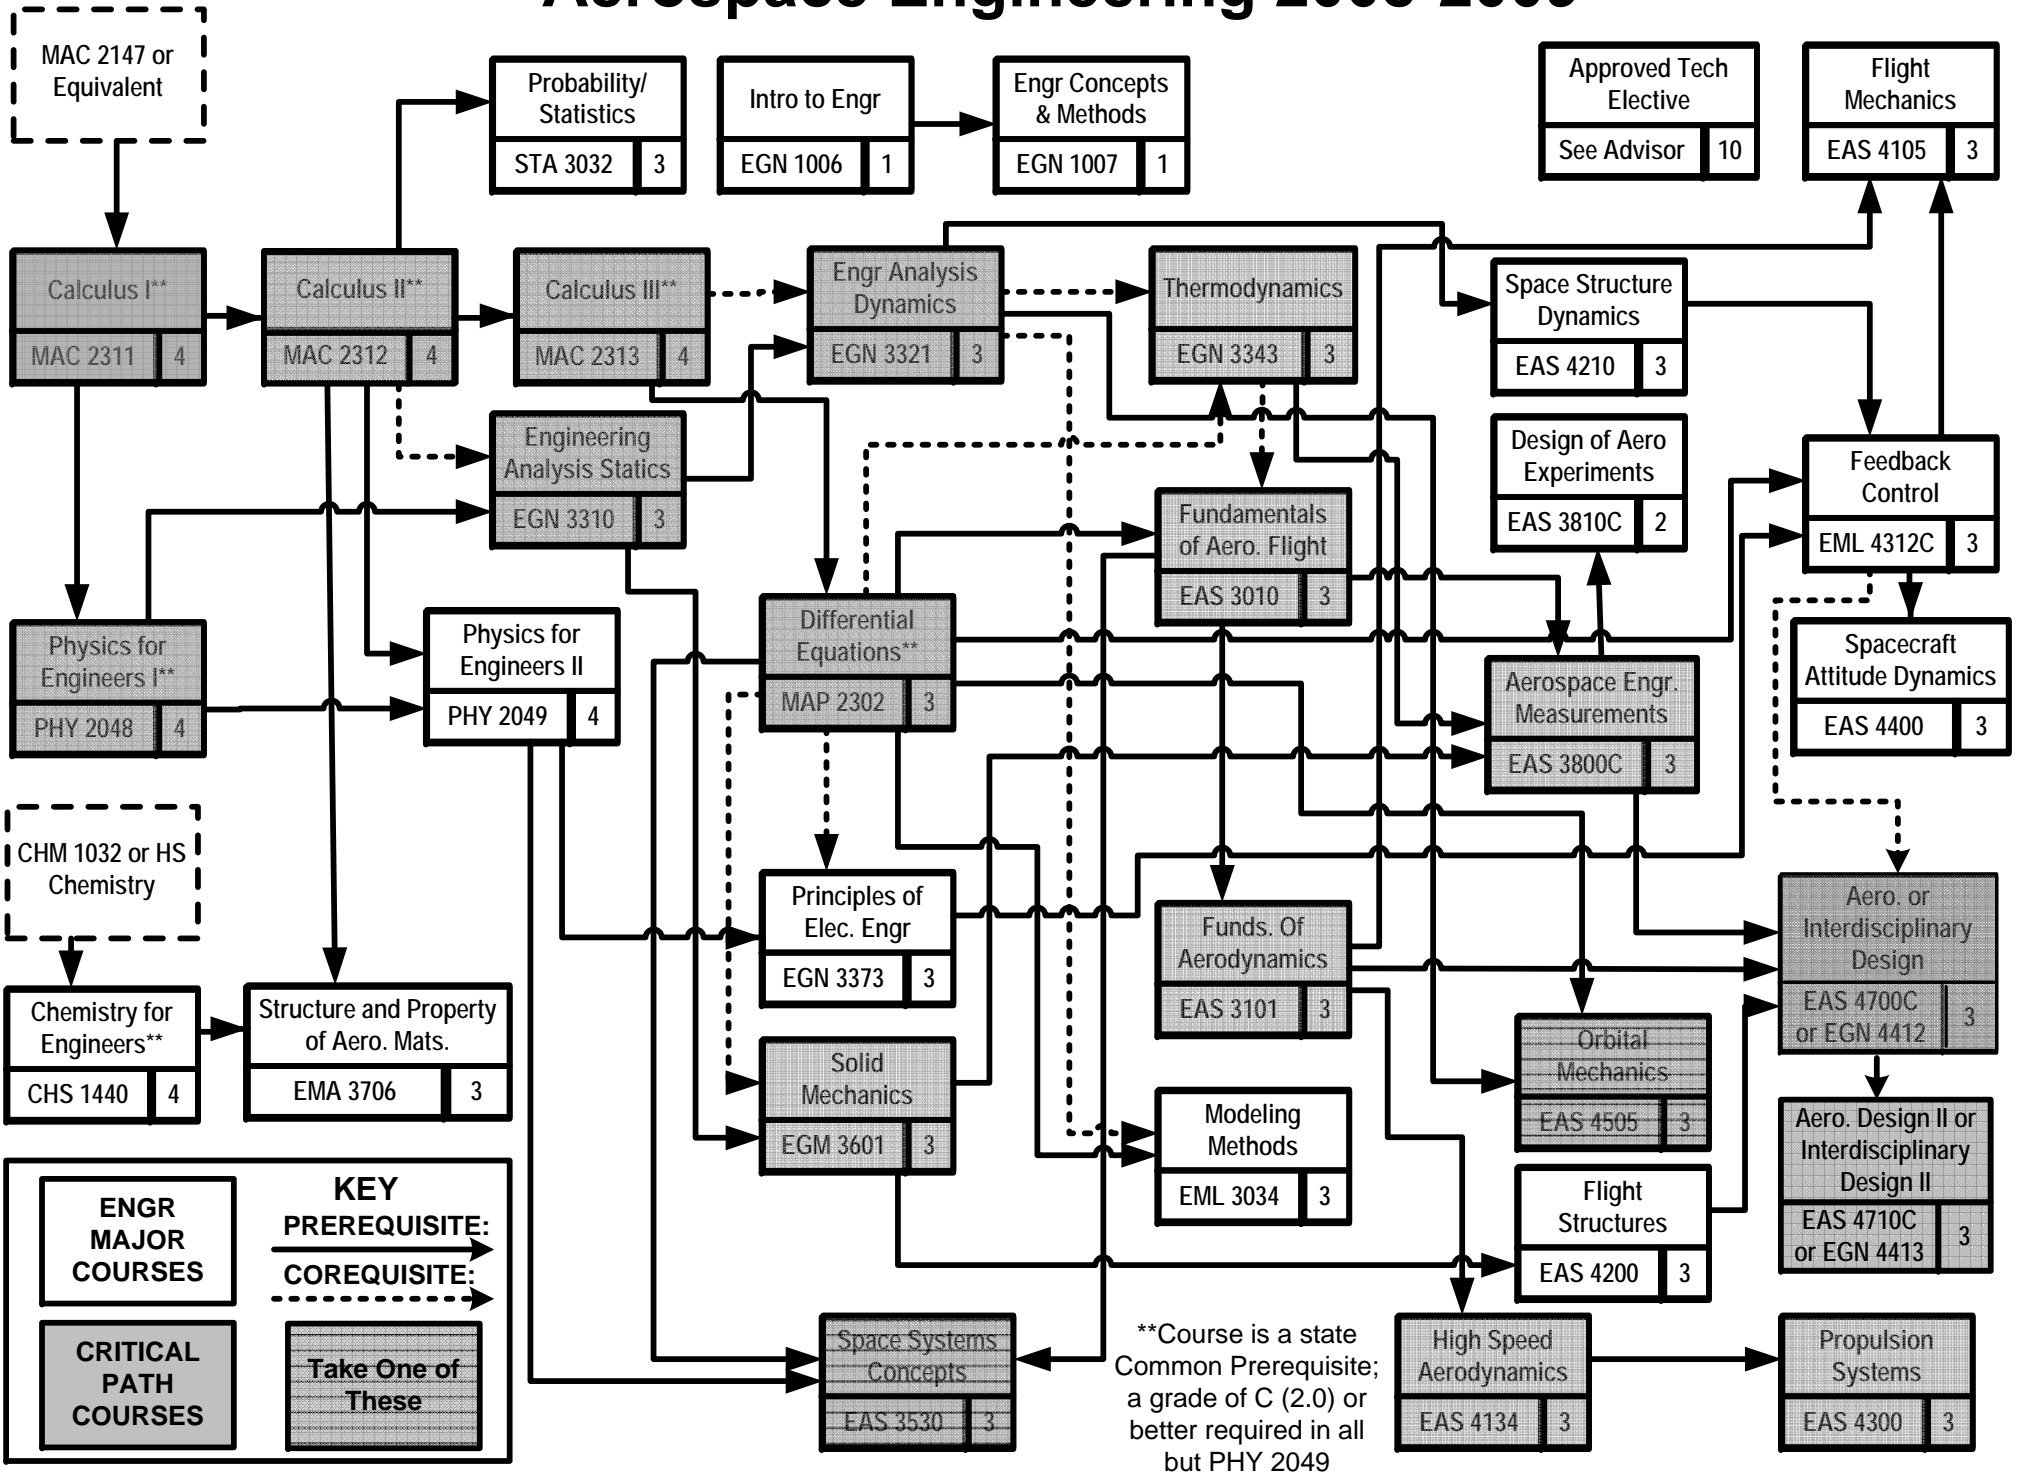 Aerospace Engineering 2008-2009
MAC 2147 or
Equivalent
Probability/
Statistics
STA 3032 3
Intro to Engr
EGN 1006 1
Engr Concepts
& Methods
EGN 1007 1
Approved Tech
Elective
See Advisor 10
Flight
Mechanics
EAS 4105 3
Calculus I**
MAC 2311 4
Calculus II**
MAC 2312 4
Calculus III**
MAC 2313 4
Engr Analysis
Dynamics
EGN 3321 3
Thermodynamics
EGN 3343 3
Space Structure
Dynamics
EAS 4210 3
Engineering
Analysis Statics
EGN 3310 3
Design of Aero
Experiments
EAS 3810C 2
Feedback
Control
EML 4312C 3
Fundamentals
of Aero. Flight
EAS 3010 3
Physics for
Engineers I**
PHY 2048 4
Physics for
Engineers II
PHY 2049 4
Differential
Equations**
MAP 2302 3
Aerospace Engr.
Measurements
EAS 3800C 3
Spacecraft
Attitude Dynamics
EAS 4400 3
CHM 1032 or HS
Chemistry
Principles of
Elec. Engr
EGN 3373 3
Funds. Of
Aerodynamics
EAS 3101 3
Aero. or
Interdisciplinary
Design
EAS 4700C
or EGN 4412 3
Chemistry for
Engineers**
CHS 1440 4
Structure and Property
of Aero. Mats.
EMA 3706 3
Solid
Mechanics
EGM 3601 3
Orbital
Mechanics
EAS 4505 3
Modeling
Methods
EML 3034 3
Aero. Design II or
Interdisciplinary
Design II
EAS 4710C
or EGN 4413 3
Flight
Structures
EAS 4200 3
KEY
ENGR
MAJOR
COURSES
PREREQUISITE:
COREQUISITE:
CRITICAL
PATH
COURSES
Take One of
These
Space Systems
Concepts
EAS 3530 3
**Course is a state
Common Prerequisite;
a grade of C (2.0) or
better required in all
but PHY 2049
High Speed
Aerodynamics
EAS 4134 3
Propulsion
Systems
EAS 4300 3